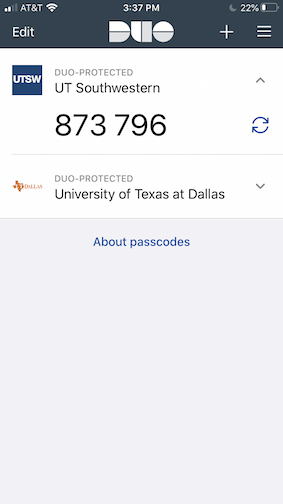 AT&T 3:37 PM 22%
Edit DUO
UTSW
DUO-PROTECTED
UT Southwestern
873 796
DALLAS
DUO-PROTECTED
University of Texas at Dallas
About passcodes